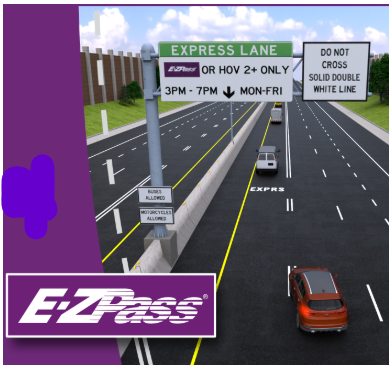 EXPRESS LANE
E-ZPass OR HOV 2+ ONLY
3PM - 7PM MON-FRI
DO NOT
CROSS
SOLID DOUBLE
WHITE LINE
BUSES
ALLOWED
MOTORCYCLES
ALLOWED
EXPRS
E-ZPass®